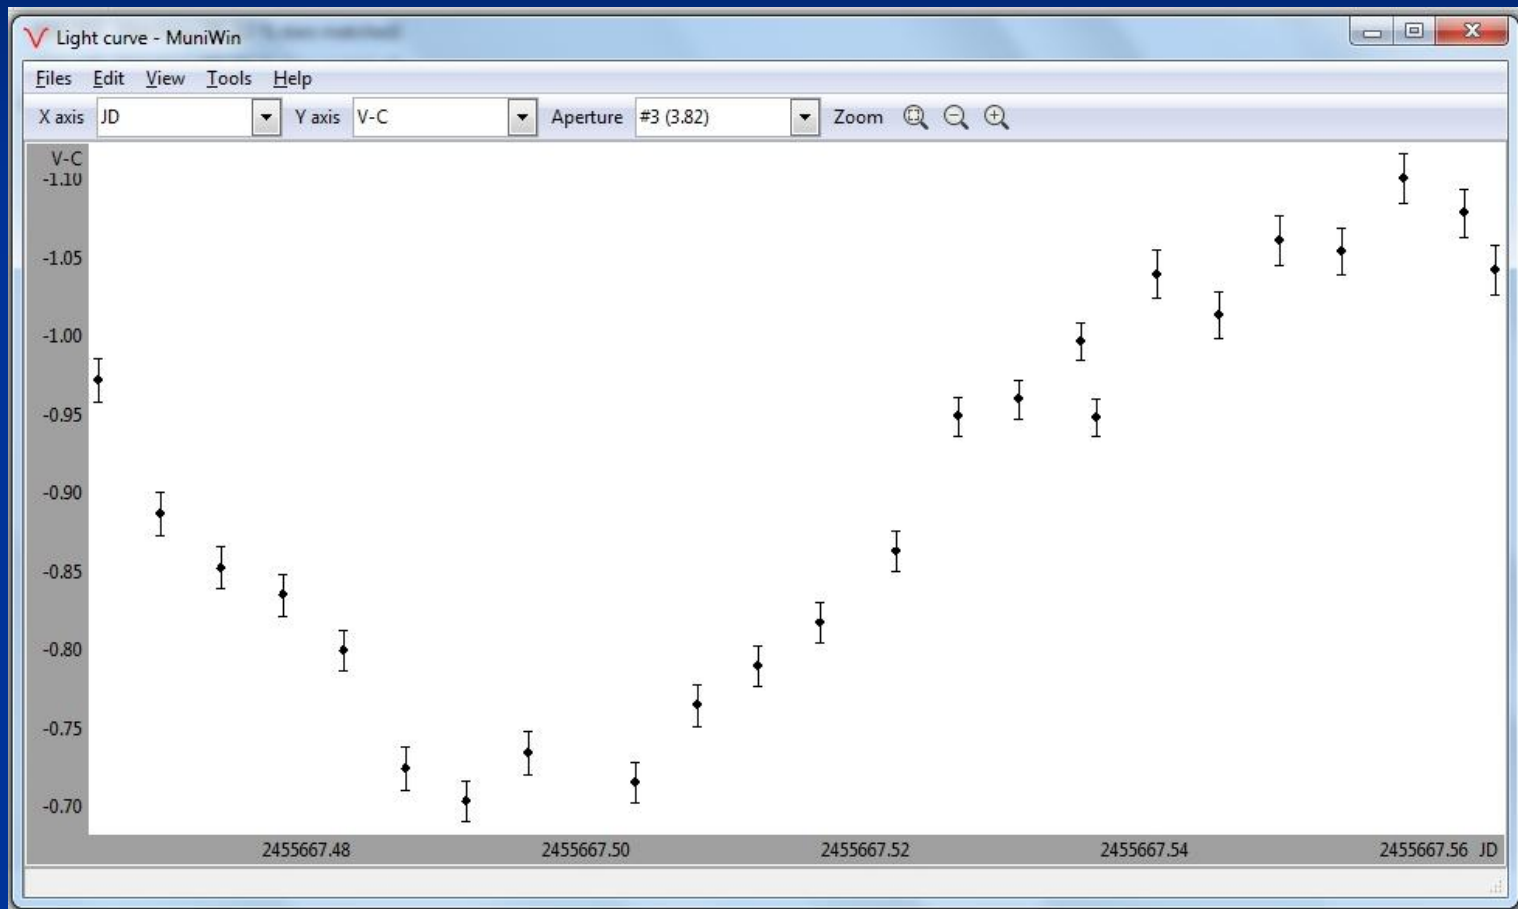 Light curve - MuniWin
Files Edit View Tools Help
X axis JD Y axis V-C Aperture #3 (3.82) Zoom
V-C
-1.10
-1.05
-1.00
-0.95
-0.90
-0.85
-0.80
-0.75
-0.70
2455667.48 2455667.50 2455667.52 2455667.54 2455667.56 JD